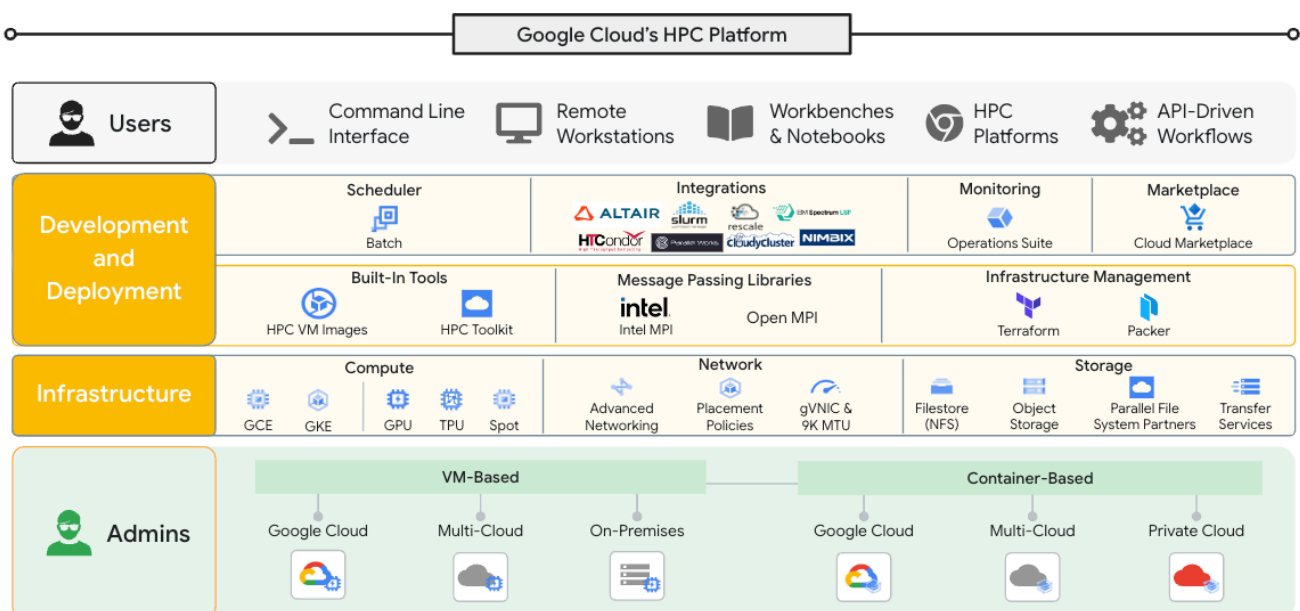 Google Cloud's HPC Platform
Users
Command Line
Interface
Remote
Workstations
Workbenches
& Notebooks
HPC
Platforms
API-Driven
Workflows
Development
and
Deployment
Scheduler
Batch
Integrations
ALTAIR
slurm
workload manager
rescale
IBM Spectrum LSF
HTCondor
High Throughput Computing
Parallel Works
cloudycluster
NIMBIX
Monitoring
Operations Suite
Marketplace
Cloud Marketplace
Built-In Tools
HPC VM Images
HPC Toolkit
Message Passing Libraries
intel.
Intel MPI
Open MPI
Infrastructure Management
Terraform
Packer
Infrastructure
Compute
GCE
GKE
GPU
TPU
Spot
Network
Advanced
Networking
Placement
Policies
gVNIC &
9K MTU
Storage
Filestore
(NFS)
Object
Storage
Parallel File
System Partners
Transfer
Services
Admins
VM-Based
Google Cloud
Multi-Cloud
On-Premises
Container-Based
Google Cloud
Multi-Cloud
Private Cloud